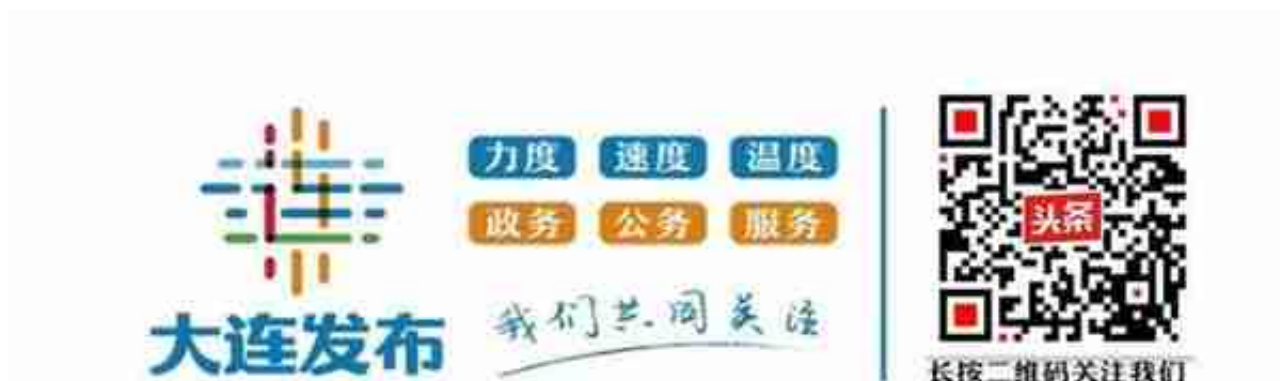 大连发布
力度 速度 温度
政务 公务 服务
我们共同关注
头条
长按二维码关注我们